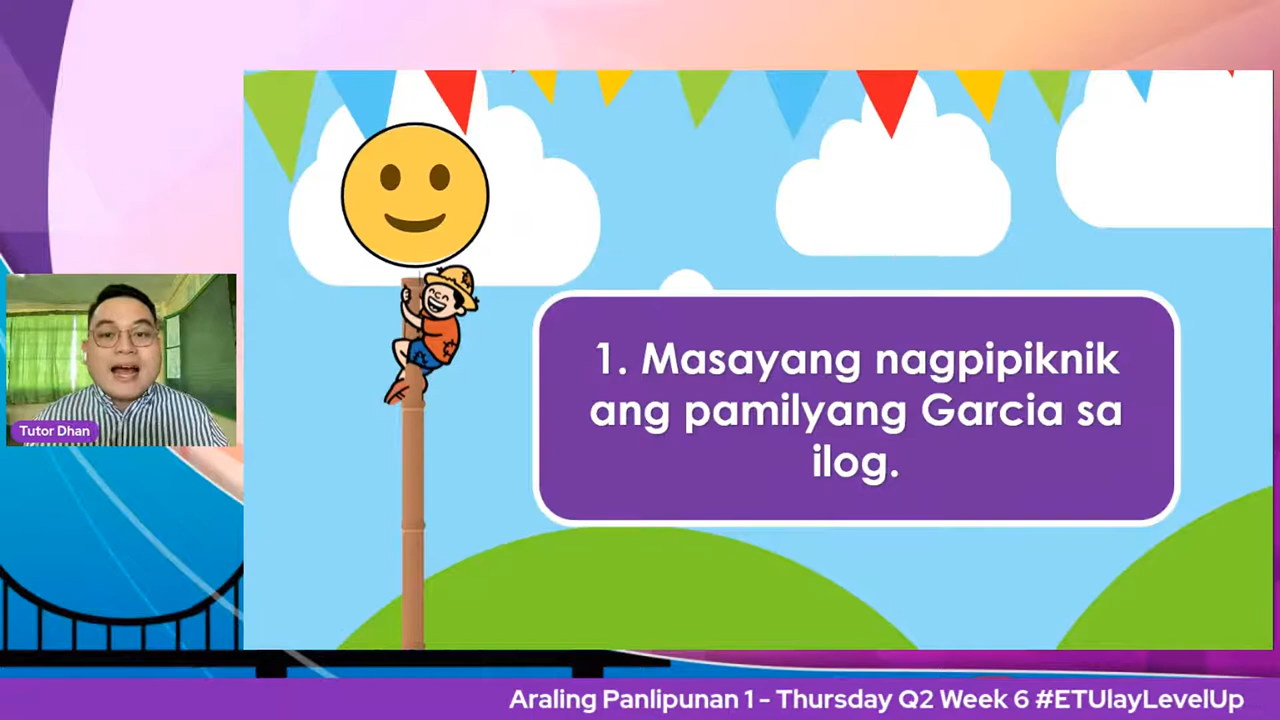 1. Masayang nagpipiknik
ang pamilyang Garcia sa
ilog.
Tutor Dhan
Araling Panlipunan 1 - Thursday Q2 Week 6 #ETUlayLevelUp